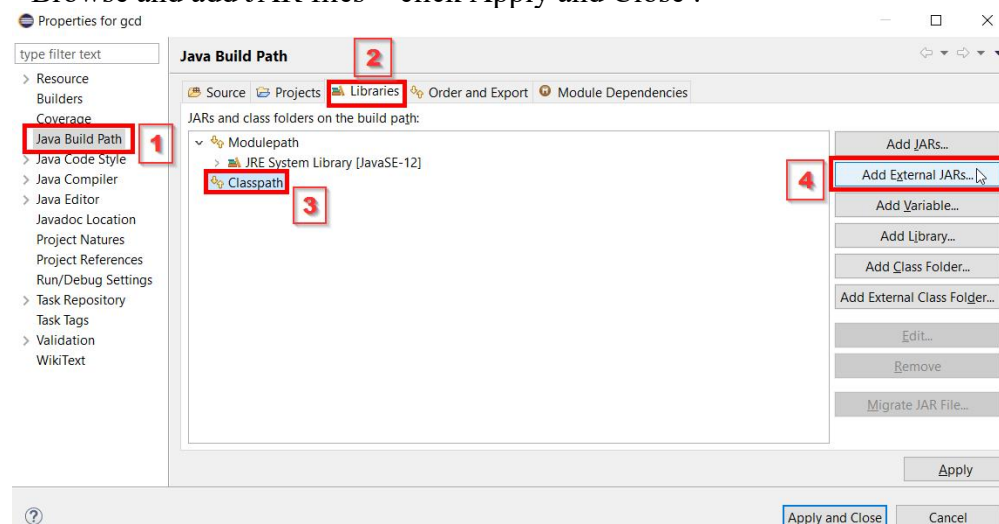 Browse and add JAR files – click Apply and Close .
Properties for gcd
type filter text
Java Build Path
2
Resource
Builders
Coverage
Java Build Path
1
Java Code Style
Java Compiler
Java Editor
Javadoc Location
Project Natures
Project References
Run/Debug Settings
Task Repository
Task Tags
Validation
WikiText
Source Projects Libraries Order and Export Module Dependencies
JARs and class folders on the build path:
Modulepath
JRE System Library [JavaSE-12]
Classpath
3
4
Add JARs...
Add External JARs...
Add Variable...
Add Library...
Add Class Folder...
Add External Class Folder...
Edit...
Remove
Migrate JAR File...
Apply
?
Apply and Close Cancel